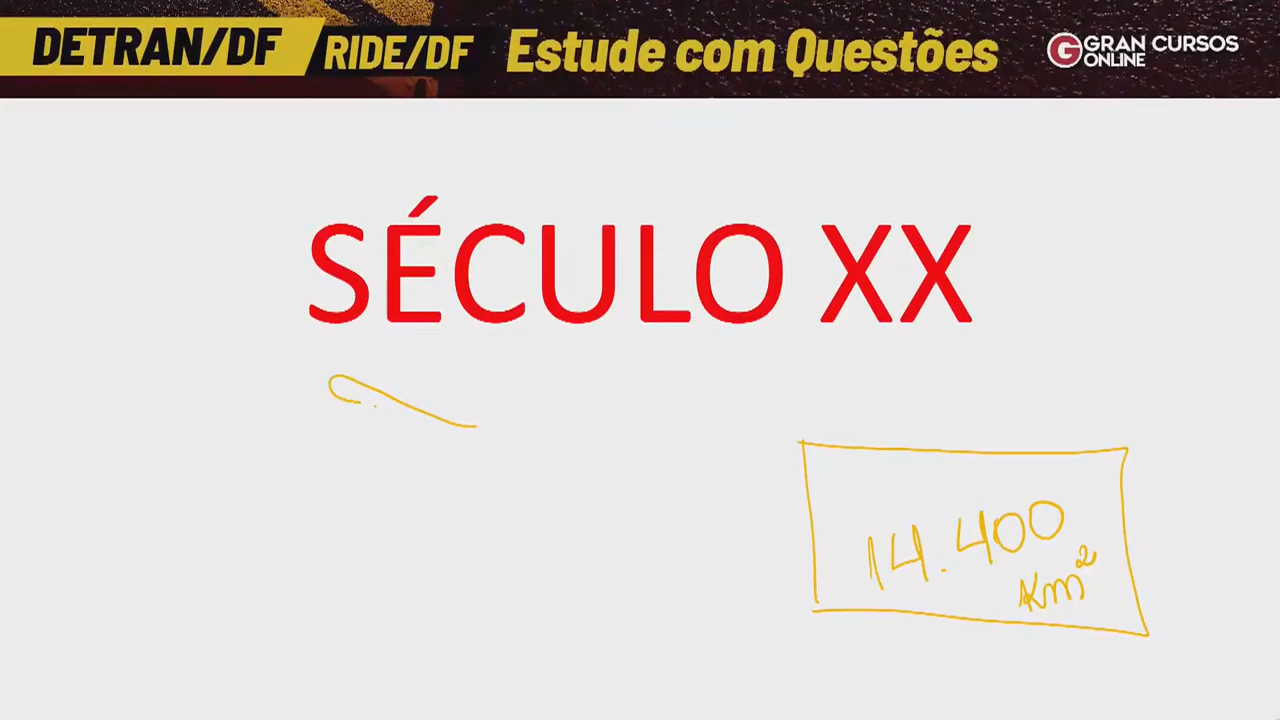 DETRAN/DF RIDE/DF Estude com Questões GRAN CURSOS
ONLINE
SÉCULO XX
14.400
Km²